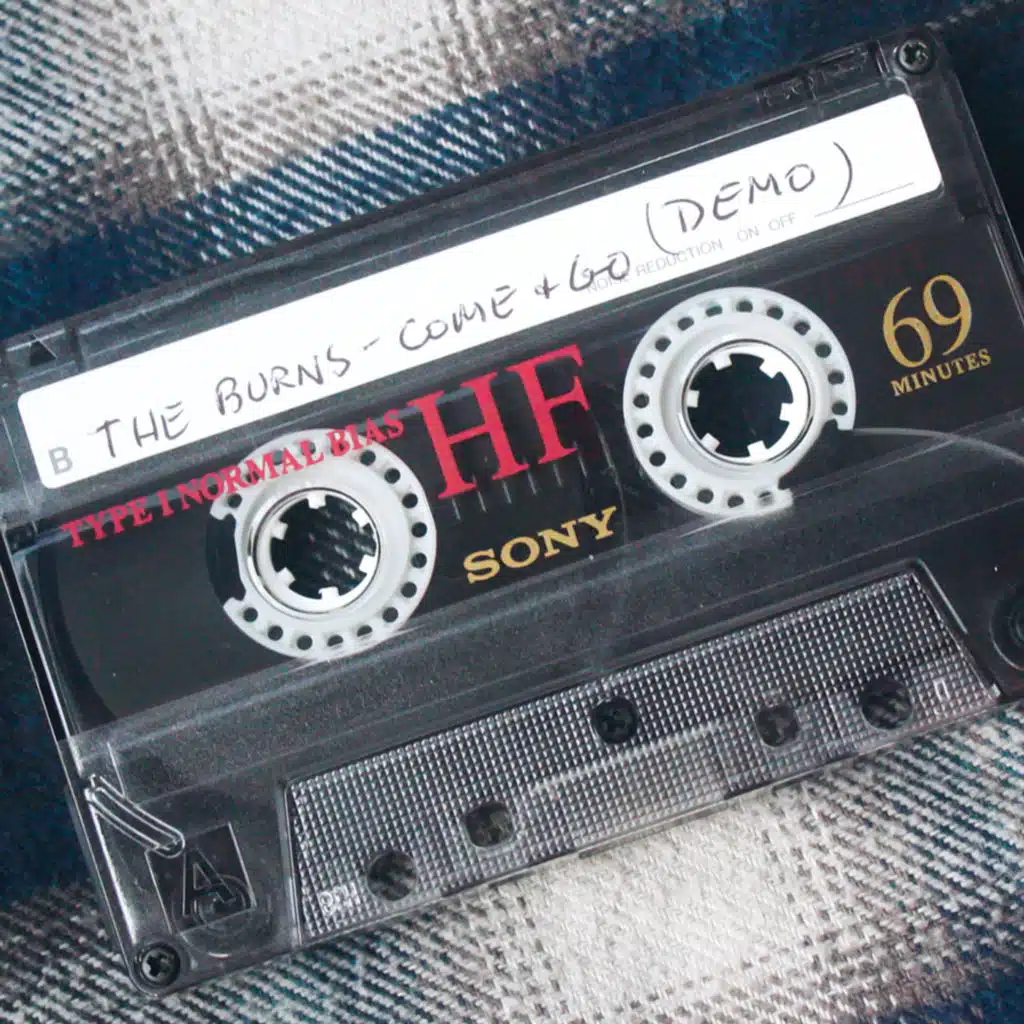 THE BURNS - COME + GO (DEMO)
B
NOISE REDUCTION ON OFF
TYPE I NORMAL BIAS
HF
SONY
69
MINUTES
A